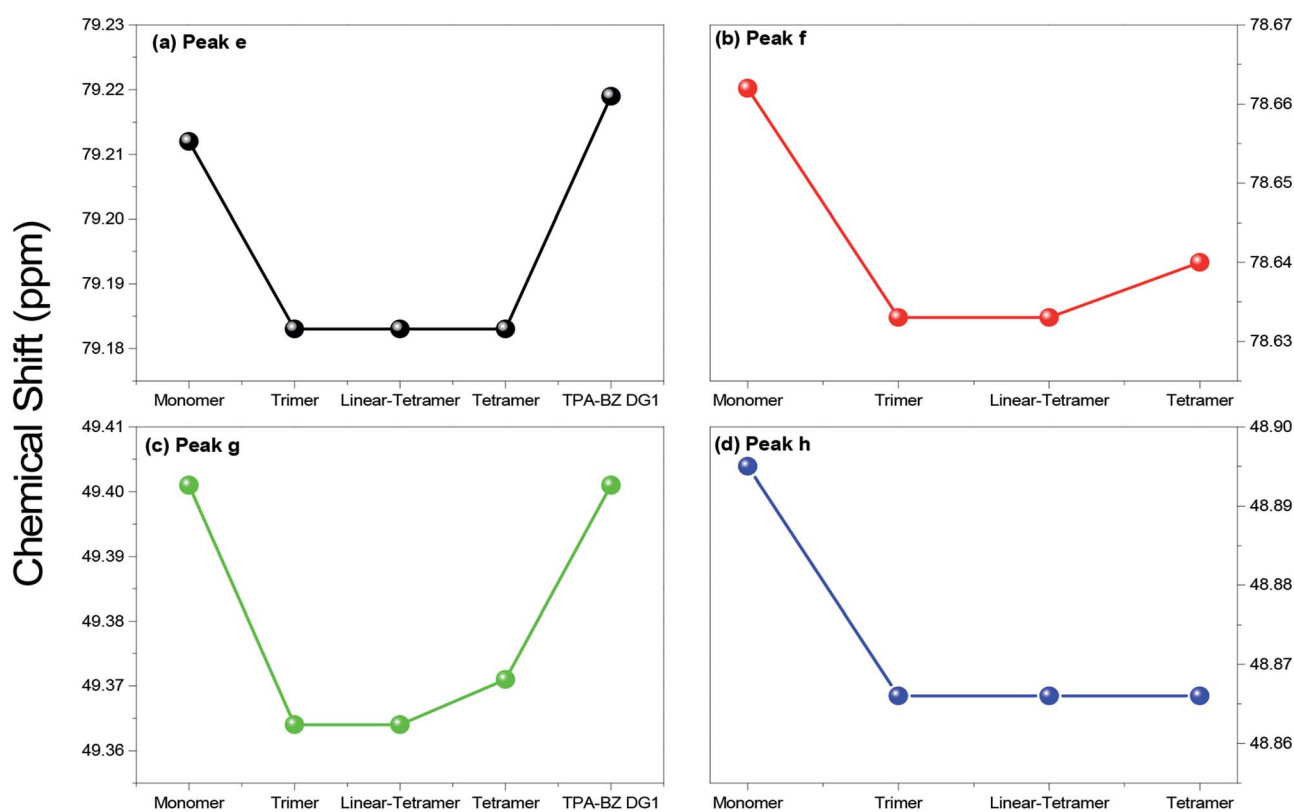 Chemical Shift (ppm)
(a) Peak e
79.23
79.22
79.21
79.20
79.19
79.18
Monomer Trimer Linear-Tetramer Tetramer TPA-BZ DG1
(b) Peak f
78.67
78.66
78.65
78.64
78.63
Monomer Trimer Linear-Tetramer Tetramer
(c) Peak g
49.41
49.40
49.39
49.38
49.37
49.36
Monomer Trimer Linear-Tetramer Tetramer TPA-BZ DG1
(d) Peak h
48.90
48.89
48.88
48.87
48.86
Monomer Trimer Linear-Tetramer Tetramer